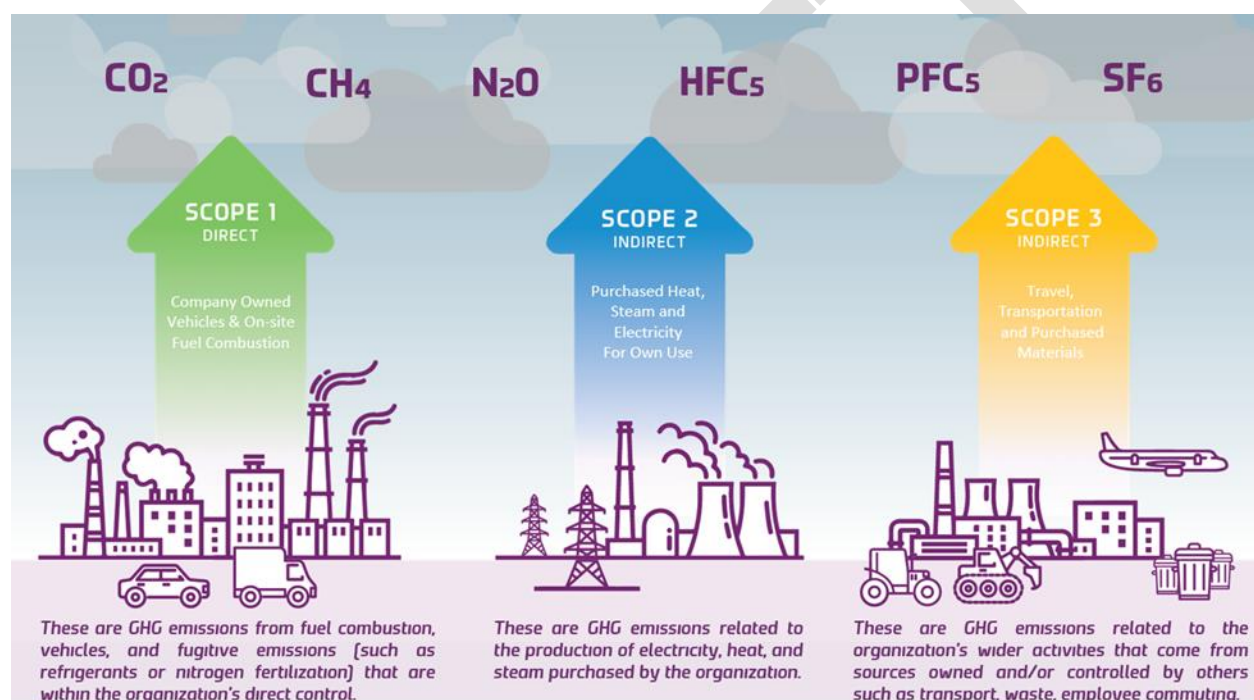 CO₂ CH₄ N₂O HFC₅ PFC₅ SF₆
SCOPE 1
DIRECT
Company Owned
Vehicles & On-site
Fuel Combustion
SCOPE 2
INDIRECT
Purchased Heat,
Steam and
Electricity
For Own Use
SCOPE 3
INDIRECT
Travel,
Transportation
and Purchased
Materials
These are GHG emissions from fuel combustion,
vehicles, and fugitive emissions (such as
refrigerants or nitrogen fertilization) that are
within the organization's direct control.
These are GHG emissions related to
the production of electricity, heat, and
steam purchased by the organization.
These are GHG emissions related to the
organization's wider activities that come from
sources owned and/or controlled by others
such as transport, waste, employee commuting.